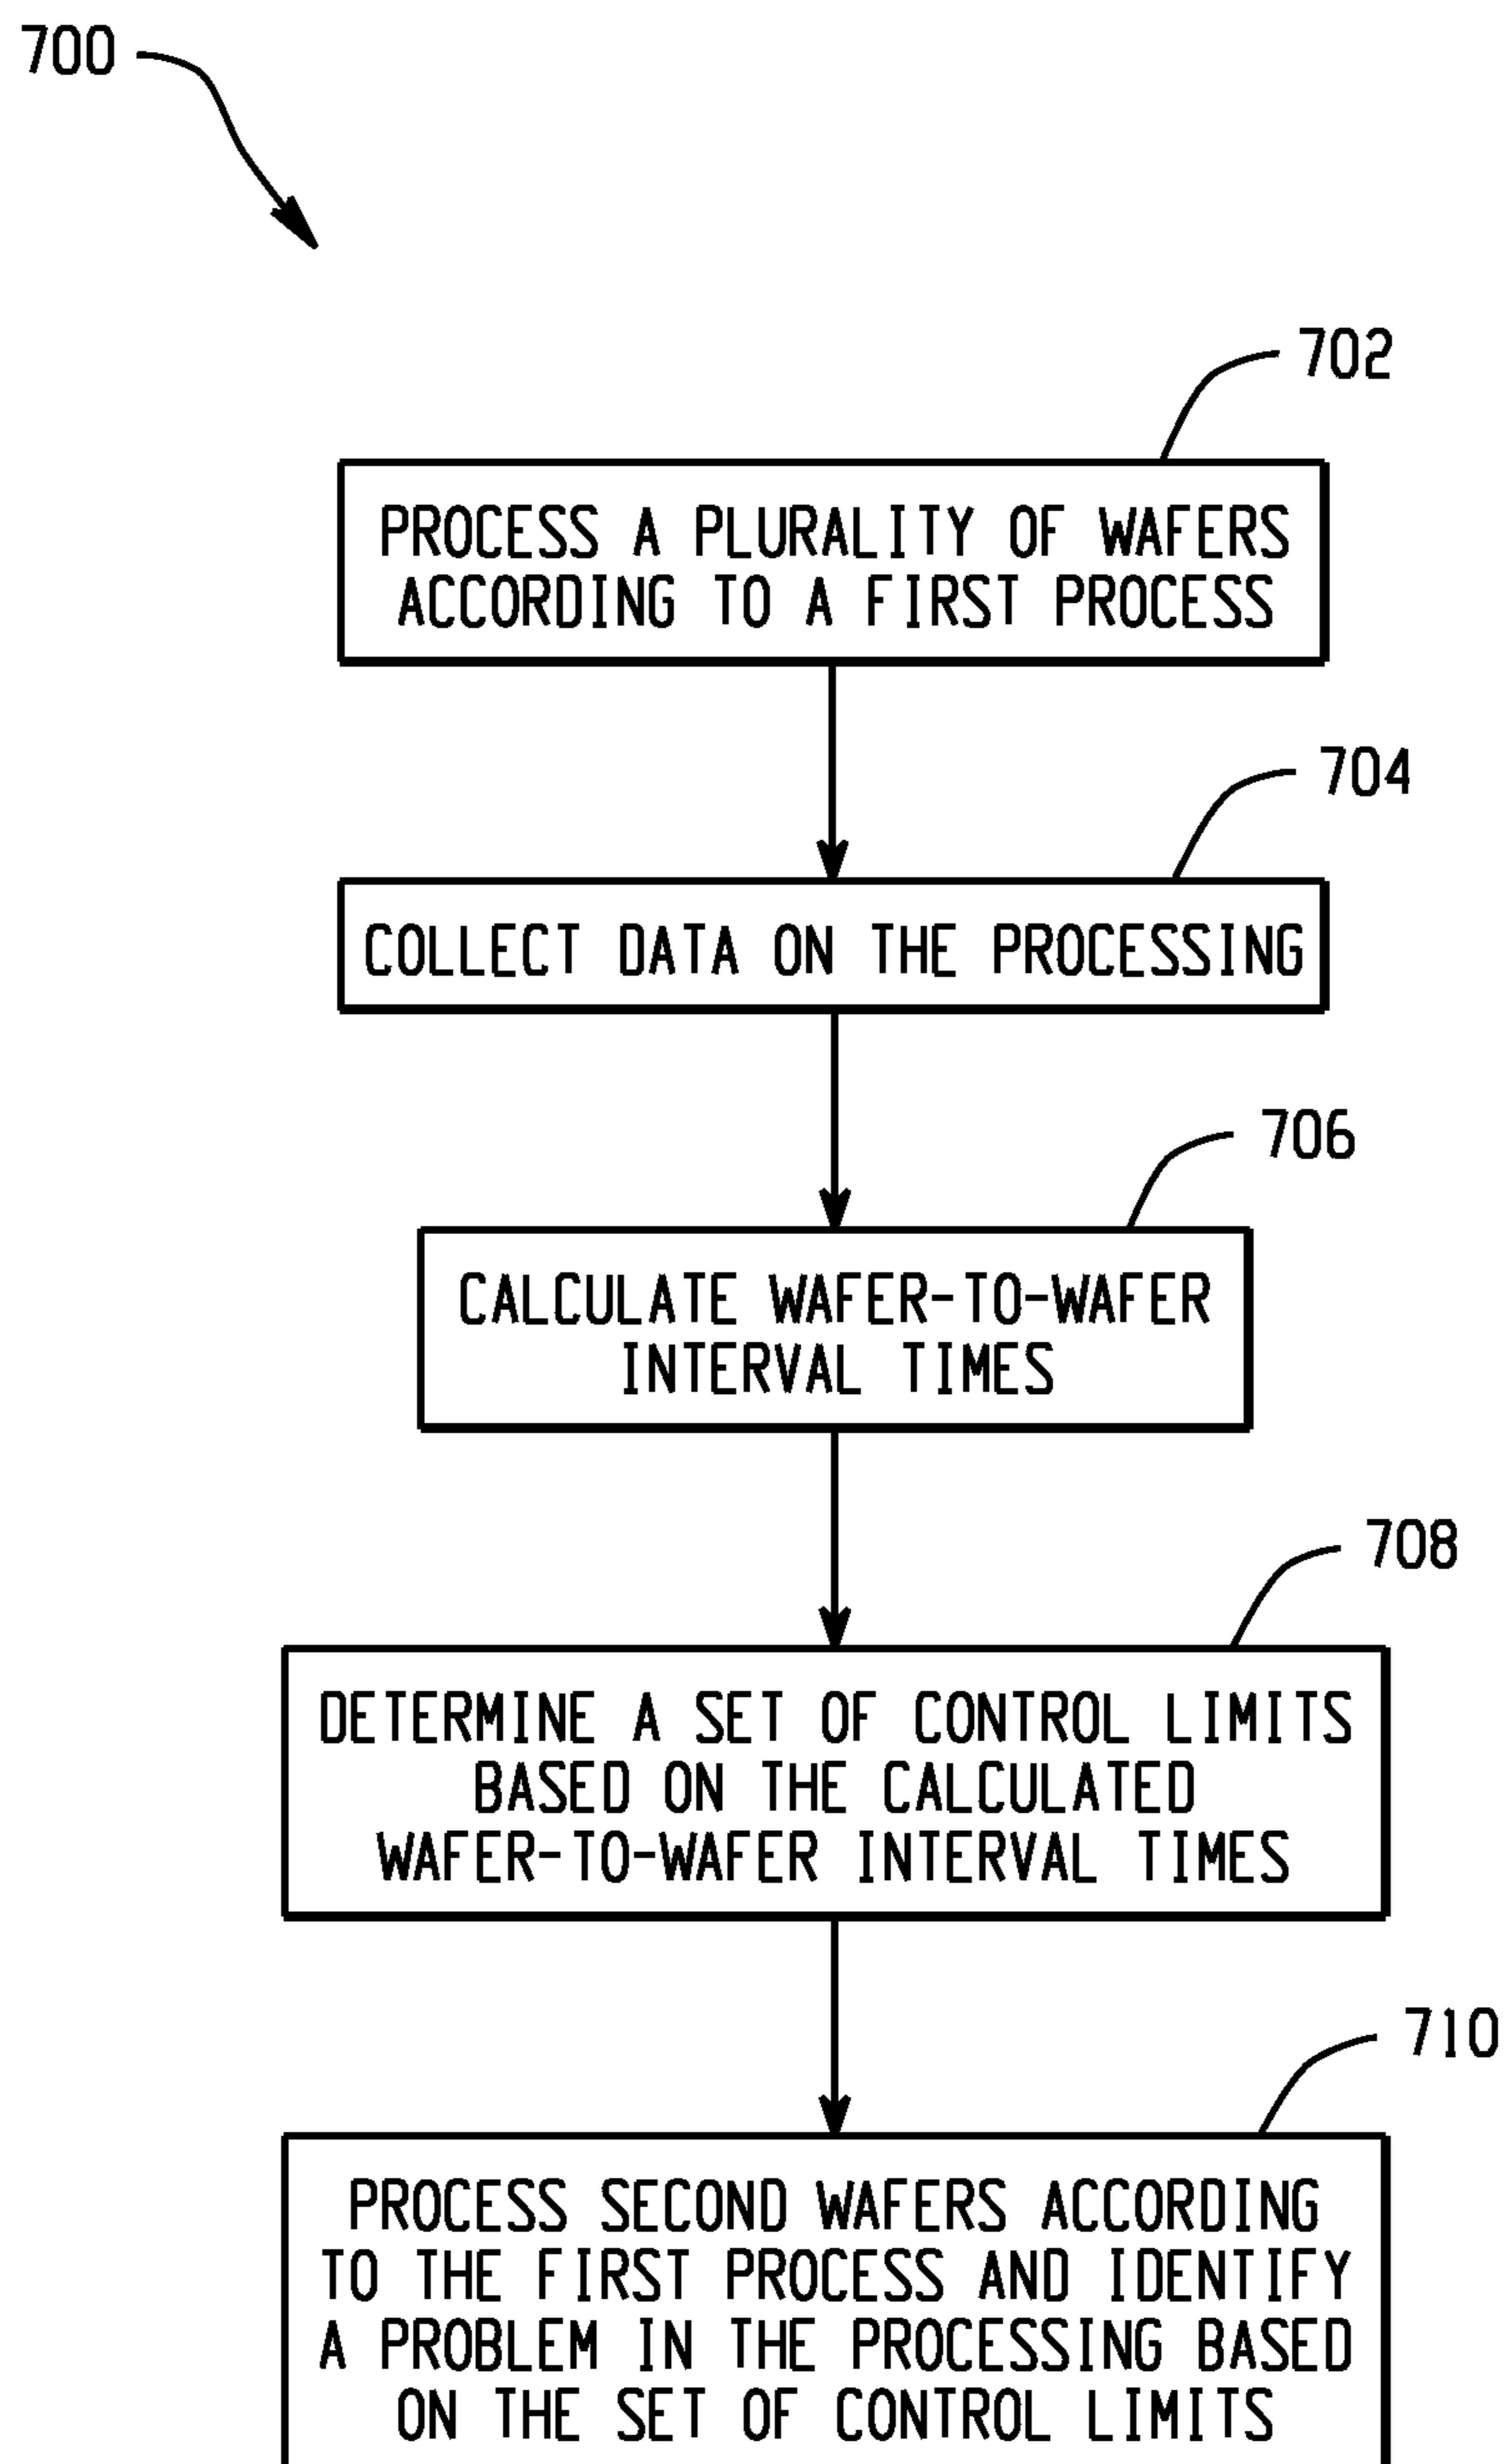 700
702
PROCESS A PLURALITY OF WAFERS
ACCORDING TO A FIRST PROCESS
704
COLLECT DATA ON THE PROCESSING
706
CALCULATE WAFER-TO-WAFER
INTERVAL TIMES
708
DETERMINE A SET OF CONTROL LIMITS
BASED ON THE CALCULATED
WAFER-TO-WAFER INTERVAL TIMES
710
PROCESS SECOND WAFERS ACCORDING
TO THE FIRST PROCESS AND IDENTIFY
A PROBLEM IN THE PROCESSING BASED
ON THE SET OF CONTROL LIMITS